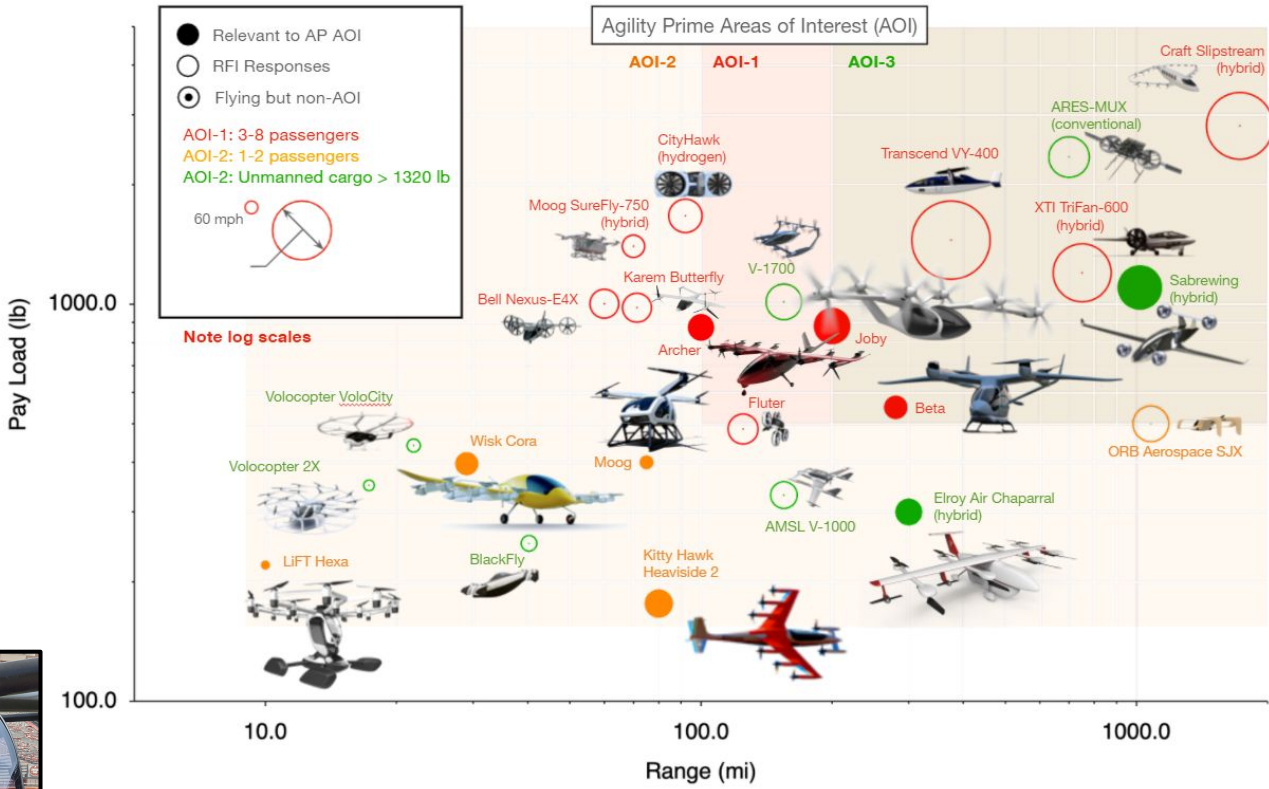 Agility Prime Areas of Interest (AOI)
Relevant to AP AOI
RFI Responses
Flying but non-AOI
AOI-1: 3-8 passengers
AOI-2: 1-2 passengers
AOI-2: Unmanned cargo > 1320 lb
60 mph
Note log scales
AOI-2
AOI-1
AOI-3
Craft Slipstream
(hybrid)
ARES-MUX
(conventional)
CityHawk
(hydrogen)
Transcend VY-400
Moog SureFly-750
(hybrid)
XTI TriFan-600
(hybrid)
V-1700
Karem Butterfly
Sabrewing
(hybrid)
Bell Nexus-E4X
Archer
Joby
Volocopter VoloCity
Fluter
Beta
Wisk Cora
Moog
ORB Aerospace SJX
Volocopter 2X
AMSL V-1000
Elroy Air Chaparral
(hybrid)
LiFT Hexa
BlackFly
Kitty Hawk
Heaviside 2
Pay Load (lb)
1000.0
100.0
10.0
100.0
1000.0
Range (mi)